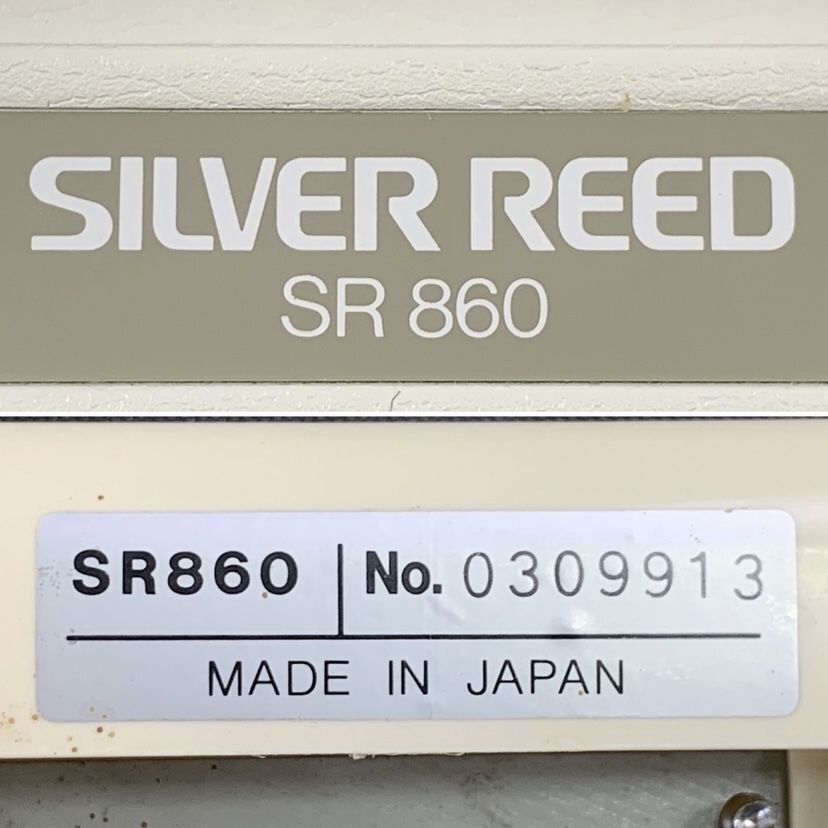 SILVER REED
SR 860
SR860 No. 0309913
MADE IN JAPAN